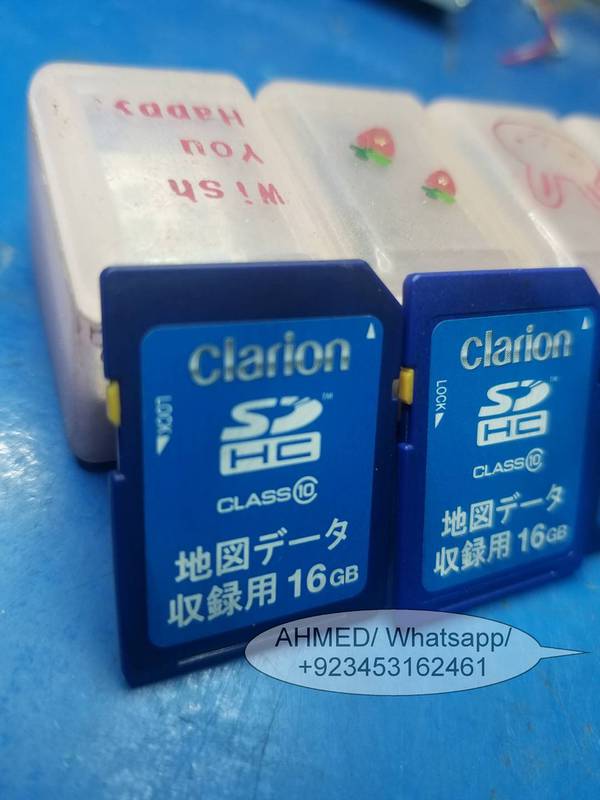 Happy
You
Wish
clarion
LOCK
SD
HC
TM
CLASS 10
地図データ
収録用 16GB
clarion
LOCK
SD
HC
CLASS 10
地図データ
収録用 16GB
AHMED/ Whatsapp/
+923453162461